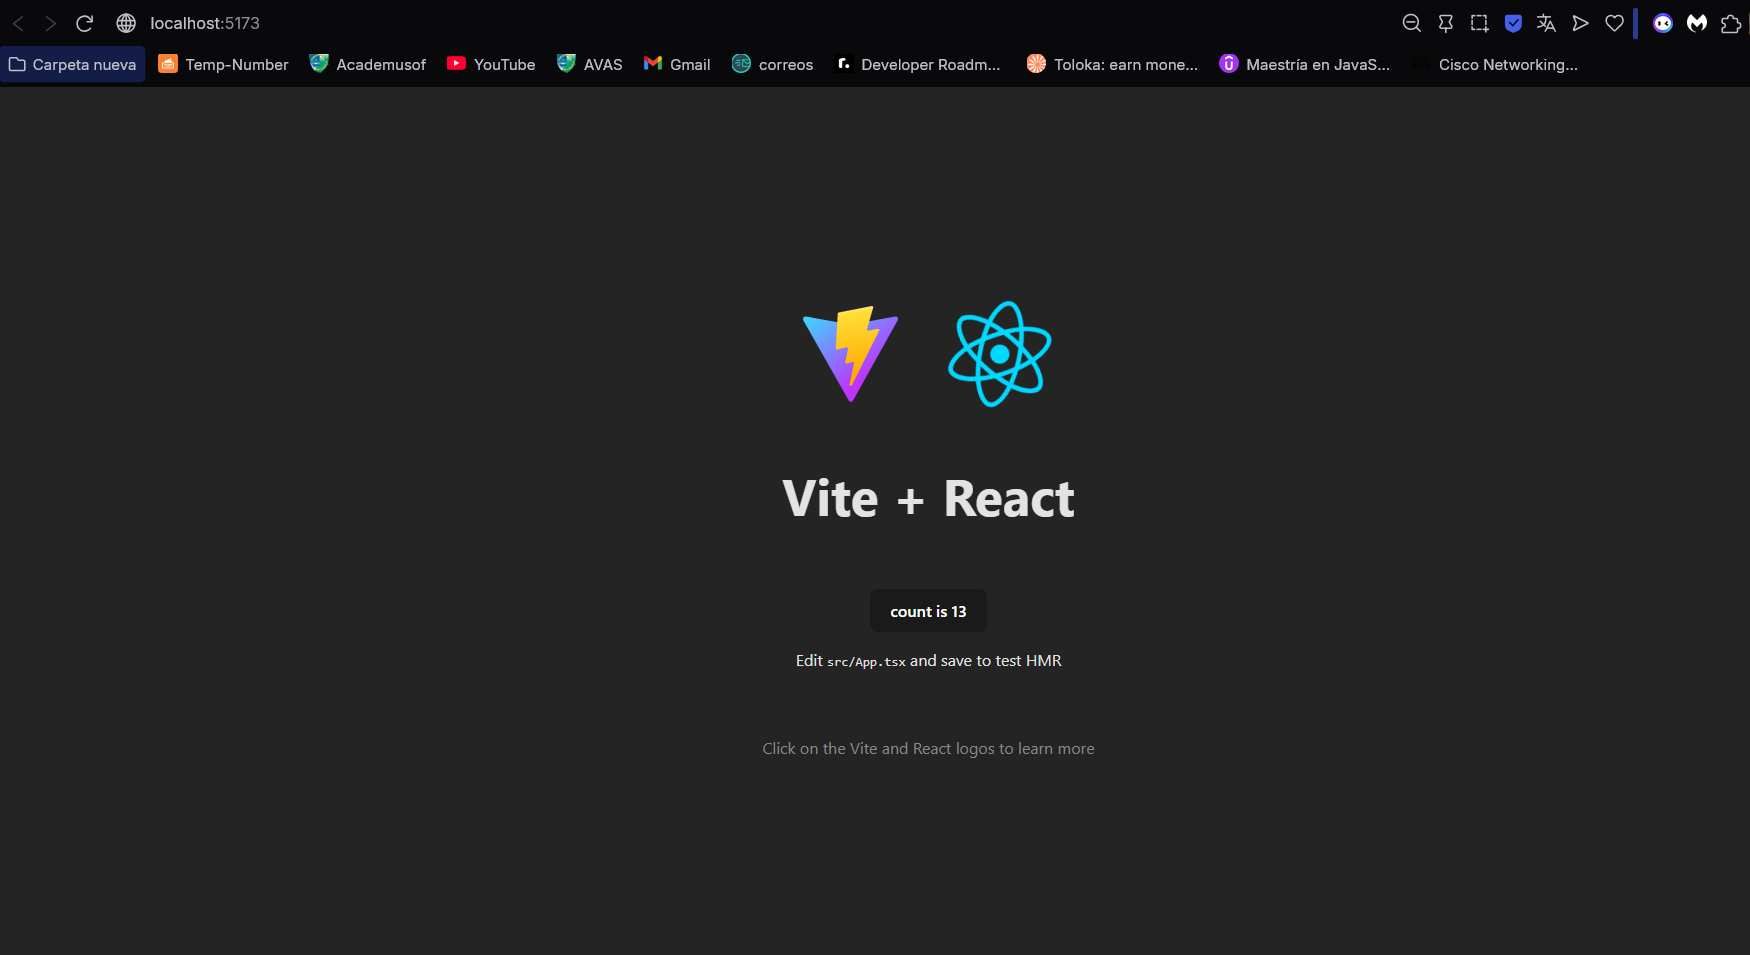 localhost:5173
Carpeta nueva Temp-Number Academusof YouTube AVAS Gmail correos Developer Roadm... Toloka: earn mone... Maestría en JavaS... Cisco Networking...
Vite + React
count is 13
Edit src/App.tsx and save to test HMR
Click on the Vite and React logos to learn more